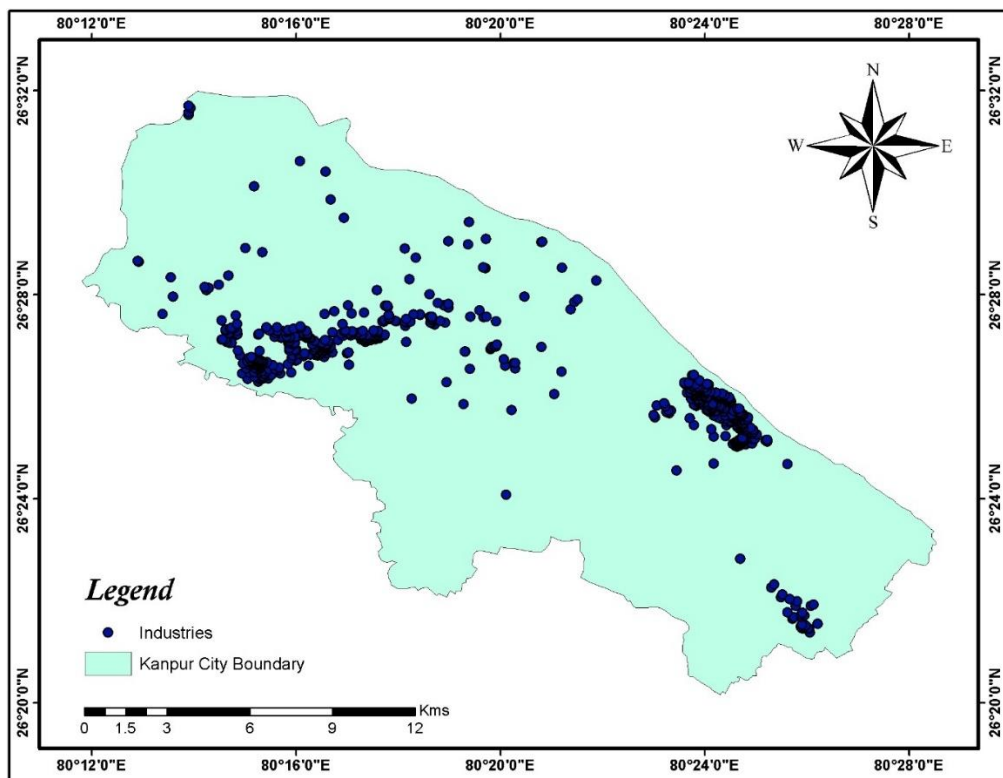 80°12'0"E 80°16'0"E 80°20'0"E 80°24'0"E 80°28'0"E
26°32'0"N 26°32'0"N
N
W E
S
26°28'0"N 26°28'0"N
26°24'0"N 26°24'0"N
Legend
Industries
Kanpur City Boundary
26°20'0"N 26°20'0"N
Kms
0 1.5 3 6 9 12
80°12'0"E 80°16'0"E 80°20'0"E 80°24'0"E 80°28'0"E